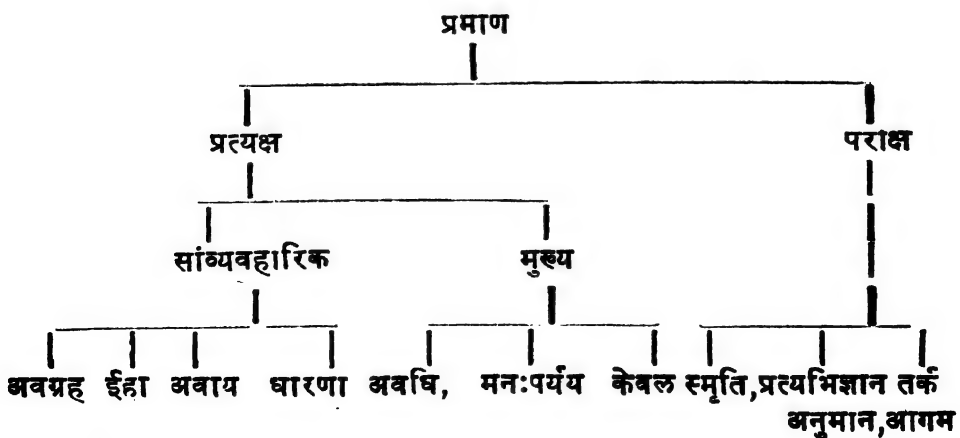 प्रमाण
प्रत्यक्ष पराक्ष
सांव्यवहारिक मुख्य
अवग्रह ईहा अवाय धारणा अवधि, मनःपर्यय केवल स्मृति,प्रत्यभिज्ञान तर्क
अनुमान,आगम